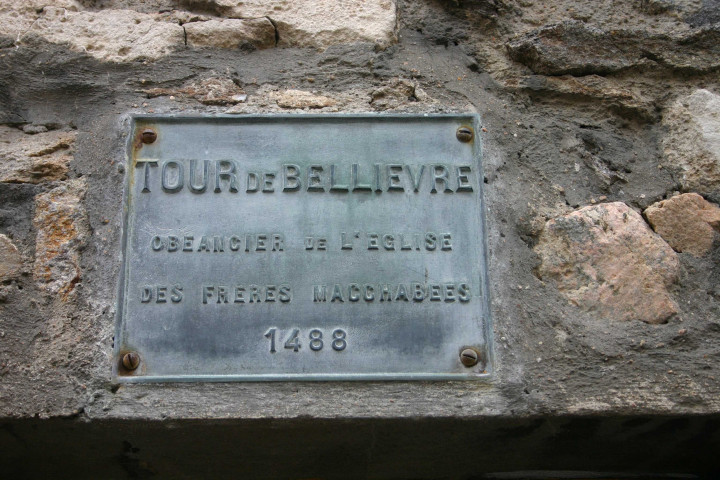 TOUR DE BELLIEVRE
OBEANCIER DE L'EGLISE
DES FRERES MACCHABEES
1488